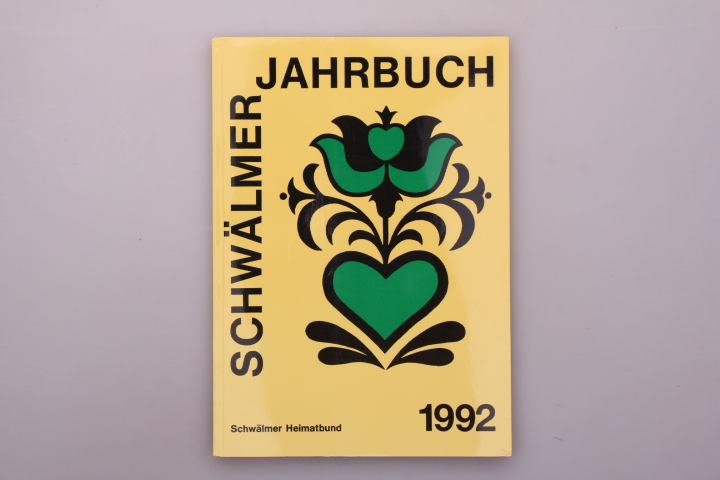 SCHWÄLMER
JAHRBUCH
Schwälmer Heimatbund
1992